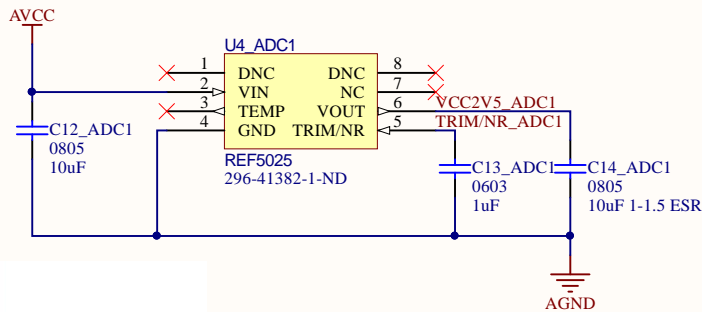 AVCC
U4_ADC1
1 DNC DNC 8
2 VIN NC 7
3 TEMP VOUT 6 VCC2V5_ADC1
4 GND TRIM/NR 5 TRIM/NR_ADC1
C12_ADC1
0805
10uF
REF5025
296-41382-1-ND
C13_ADC1
0603
1uF
C14_ADC1
0805
10uF 1-1.5 ESR
AGND